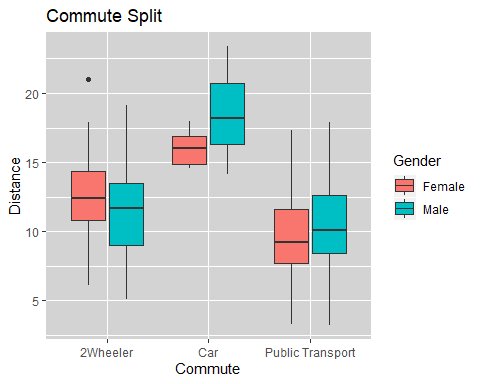 Commute Split
Distance
20
15
10
5
2Wheeler
Car
Public Transport
Commute
Gender
Female
Male